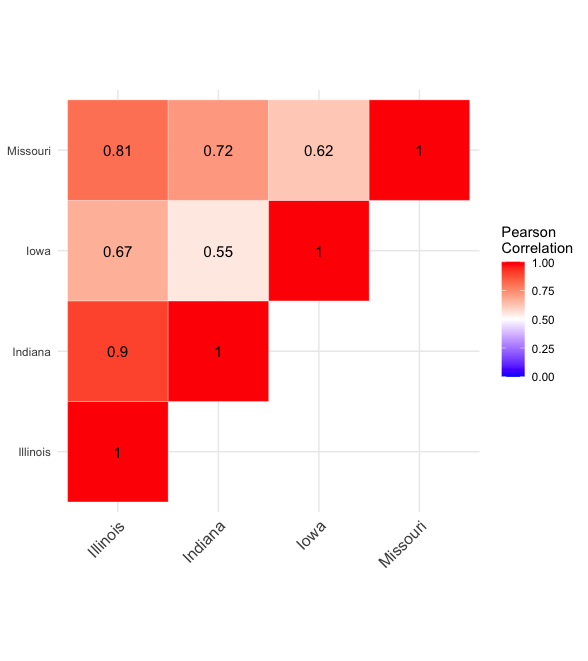 Missouri 0.81 0.72 0.62 1
Iowa 0.67 0.55 1
Indiana 0.9 1
Illinois 1
Illinois Indiana Iowa Missouri
Pearson
Correlation
1.00
0.75
0.50
0.25
0.00